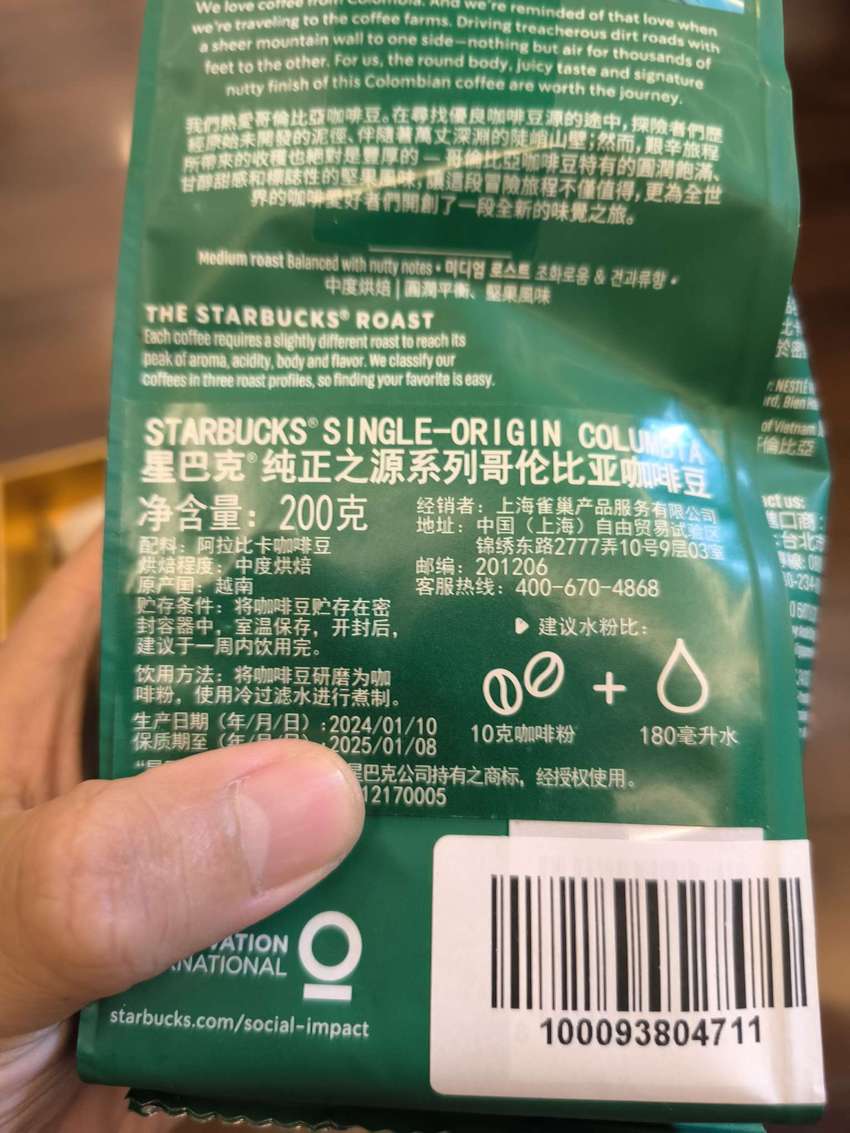 We love coffee from Colombia. And we're reminded of that love when
we're traveling to the coffee farms. Driving treacherous dirt roads with
a sheer mountain wall to one side—nothing but air for thousands of
feet to the other. For us, the round body, juicy taste and signature
nutty finish of this Colombian coffee are worth the journey.
我們熱愛哥倫比亞咖啡豆。在尋找優良咖啡豆源的途中，探險者們歷
經原始未開發的泥徑、伴隨著萬丈深淵的陡峭山壁；然而，艱辛旅程
所帶來的收穫也絕對是豐厚的 — 哥倫比亞咖啡豆特有的圓潤飽滿、
甘醇甜感和標誌性的堅果風味，讓這段冒險旅程不僅值得，更為全世
界的咖啡愛好者們開創了一段全新的味覺之旅。
Medium roast Balanced with nutty notes • 미디엄 로스트 조화로움 & 견과류향 •
中度烘焙 | 圓潤平衡、堅果風味
THE STARBUCKS® ROAST
Each coffee requires a slightly different roast to reach its
peak of aroma, acidity, body and flavor. We classify our
coffees in three roast profiles, so finding your favorite is easy.
STARBUCKS® SINGLE-ORIGIN COLUMBIA
星巴克®纯正之源系列哥伦比亚咖啡豆
净含量：200克
配料：阿拉比卡咖啡豆
烘焙程度：中度烘焙
原产国：越南
贮存条件：将咖啡豆贮存在密
封容器中，室温保存，开封后，
建议于一周内饮用完。
饮用方法：将咖啡豆研磨为咖
啡粉，使用冷过滤水进行煮制。
生产日期（年/月/日）:2024/01/10
保质期至（年/月/日）:2025/01/08
经销者：上海雀巢产品服务有限公司
地址：中国（上海）自由贸易试验区
锦绣东路2777弄10号9层03室
邮编：201206
客服热线：400-670-4868
▶ 建议水粉比：
+
10克咖啡粉
180毫升水
星巴克公司持有之商标，经授权使用。
12170005
VATION
NATIONAL
starbucks.com/social-impact
100093804711
NESTLÉ
of Vietnam
倫比亞
act us:
進口商：
台北